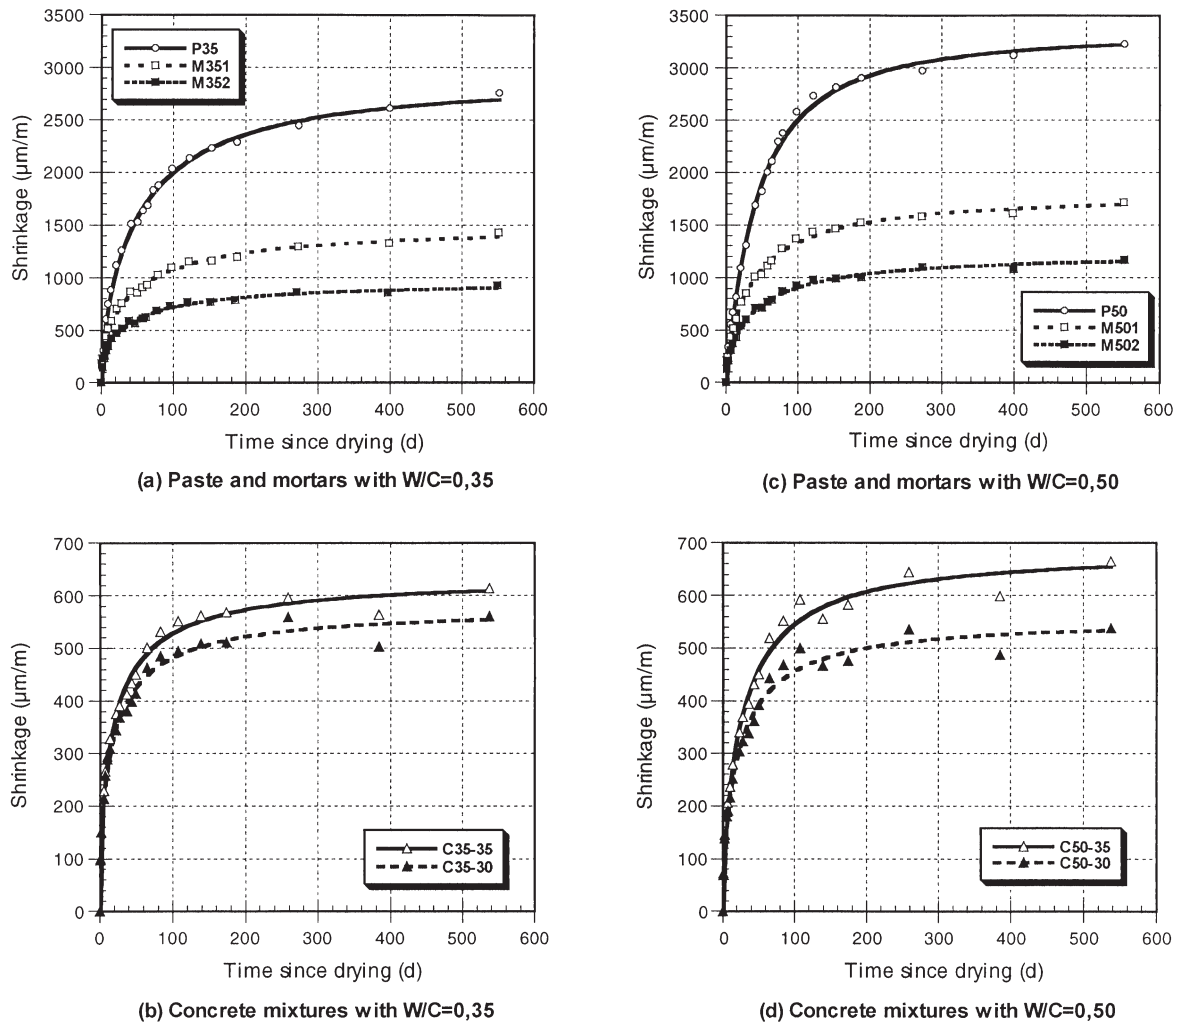 3500
3000
2500
2000
1500
1000
500
0
Shrinkage (µm/m)
P35
M351
M352
0 100 200 300 400 500 600
Time since drying (d)
(a) Paste and mortars with W/C=0,35
3500
3000
2500
2000
1500
1000
500
0
Shrinkage (µm/m)
P50
M501
M502
0 100 200 300 400 500 600
Time since drying (d)
(c) Paste and mortars with W/C=0,50
700
600
500
400
300
200
100
0
Shrinkage (µm/m)
C35-35
C35-30
0 100 200 300 400 500 600
Time since drying (d)
(b) Concrete mixtures with W/C=0,35
700
600
500
400
300
200
100
0
Shrinkage (µm/m)
C50-35
C50-30
0 100 200 300 400 500 600
Time since drying (d)
(d) Concrete mixtures with W/C=0,50